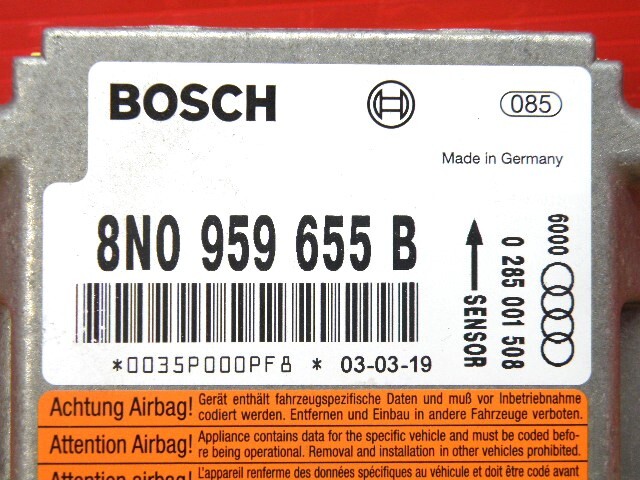 BOSCH
085
Made in Germany
8N0 959 655 B
SENSOR
0 285 001 508
6000
*0035P000PF8 * 03-03-19
Achtung Airbag! Gerät enthält fahrzeugspezifische Daten und muß vor Inbetriebnahme
codiert werden. Entfernen und Einbau in andere Fahrzeuge verboten.
Attention Airbag! Appliance contains data for the specific vehicle and must be coded befo-
re being operational. Removal and installation in other vehicles prohibited.
Attention airbag! L'appareil renferme des données spécifiques au véhicule et doit être codé avant